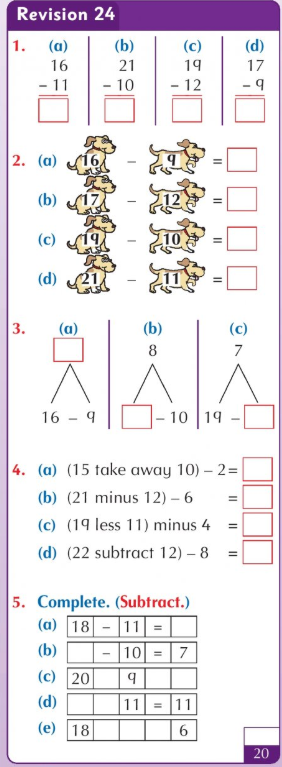 Revision 24
1. (a) (b) (c) (d)
16 21 19 17
– 11 – 10 – 12 – 9
2. (a) 16 – 9 =
(b) 17 – 12 =
(c) 19 – 10 =
(d) 21 – 11 =
3. (a) (b) (c)
8 7
16 – 9 – 10 19 –
4. (a) (15 take away 10) – 2 =
(b) (21 minus 12) – 6 =
(c) (19 less 11) minus 4 =
(d) (22 subtract 12) – 8 =
5. Complete. (Subtract.)
(a) 18 – 11 =
(b) – 10 = 7
(c) 20 9
(d) 11 = 11
(e) 18 6
20